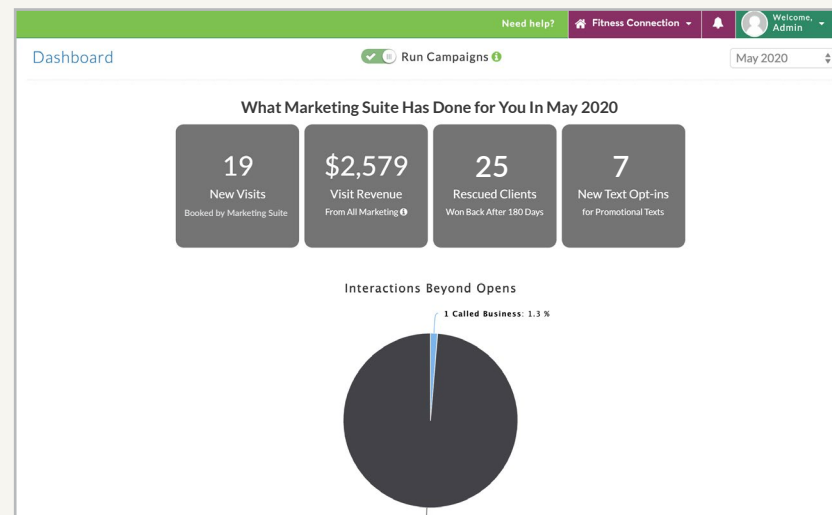 Need help?
Fitness Connection
Welcome,
Admin
Dashboard
Run Campaigns
May 2020
What Marketing Suite Has Done for You In May 2020
19
New Visits
Booked by Marketing Suite
$2,579
Visit Revenue
From All Marketing
25
Rescued Clients
Won Back After 180 Days
7
New Text Opt-ins
for Promotional Texts
Interactions Beyond Opens
1 Called Business: 1.3 %